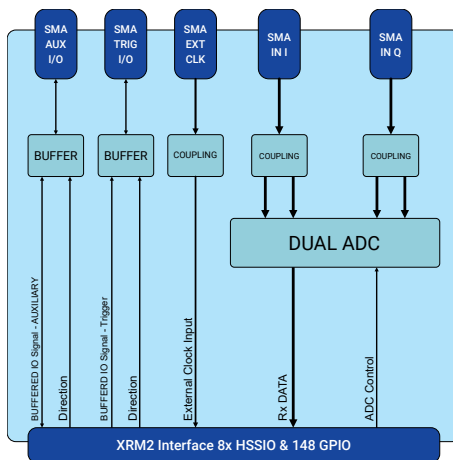 SMA
AUX
I/O
SMA
TRIG
I/O
SMA
EXT
CLK
SMA
IN I
SMA
IN Q
BUFFER
BUFFER
COUPLING
COUPLING
COUPLING
DUAL ADC
BUFFERED IO Signal - AUXILIARY
Direction
BUFFERD IO Signal - Trigger
Direction
External Clock Input
Rx DATA
ADC Control
XRM2 Interface 8x HSSIO & 148 GPIO